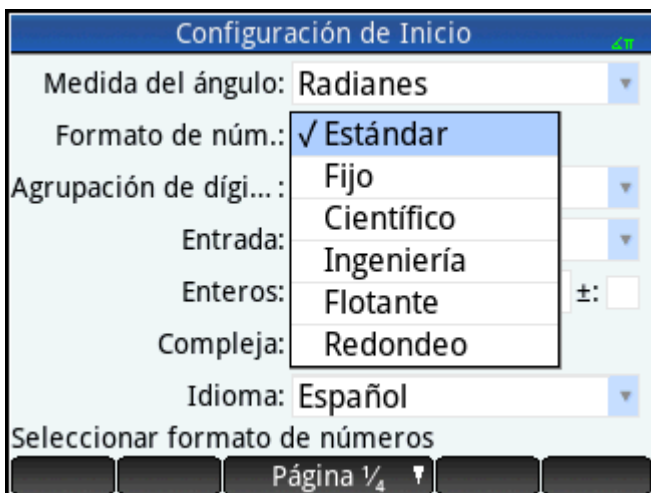 Configuración de Inicio
∡π
Medida del ángulo: Radianes
Formato de núm.: √ Estándar
Fijo
Agrupación de dígi... :
Científico
Entrada:
Ingeniería
Enteros:
±:
Flotante
Compleja:
Redondeo
Idioma: Español
Seleccionar formato de números
Página ¼